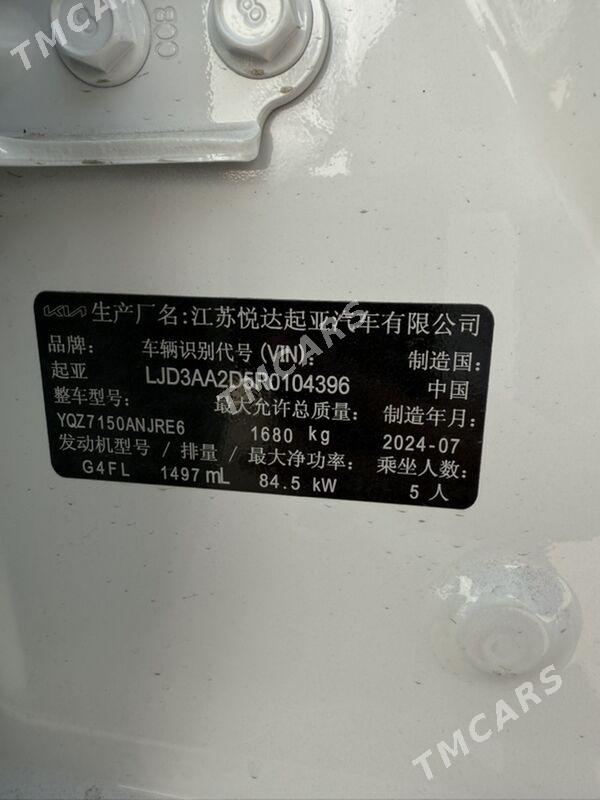 TMCARS
CCB
8
KIA 生产厂名:江苏悦达起亚汽车有限公司
品牌: 车辆识别代号(VIN): 制造国:
起亚 LJD3AA2D5R0104396 中国
整车型号: 最大允许总质量: 制造年月:
YQZ7150ANJRE6 1680 kg 2024-07
发动机型号 / 排量 / 最大净功率: 乘坐人数:
G4FL 1497 mL 84.5 kW 5 人
TMCARS
TMCARS